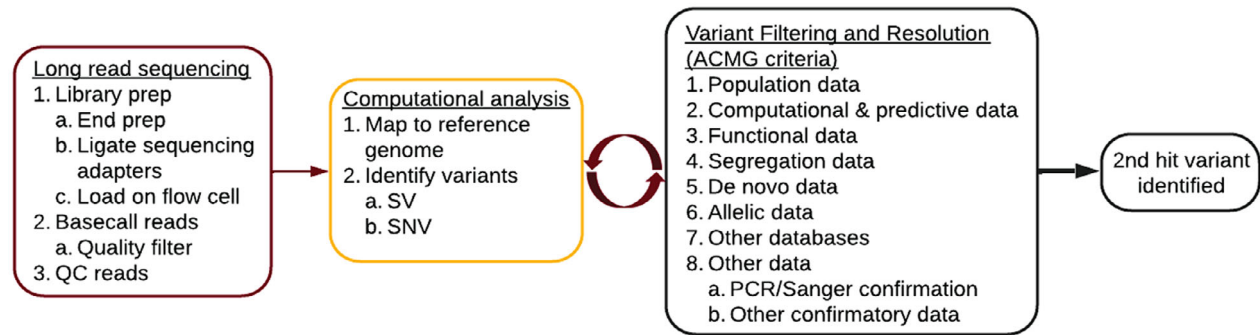 Long read sequencing
1. Library prep
a. End prep
b. Ligate sequencing
adapters
c. Load on flow cell
2. Basecall reads
a. Quality filter
3. QC reads
Computational analysis
1. Map to reference
genome
2. Identify variants
a. SV
b. SNV
Variant Filtering and Resolution
(ACMG criteria)
1. Population data
2. Computational & predictive data
3. Functional data
4. Segregation data
5. De novo data
6. Allelic data
7. Other databases
8. Other data
a. PCR/Sanger confirmation
b. Other confirmatory data
2nd hit variant
identified